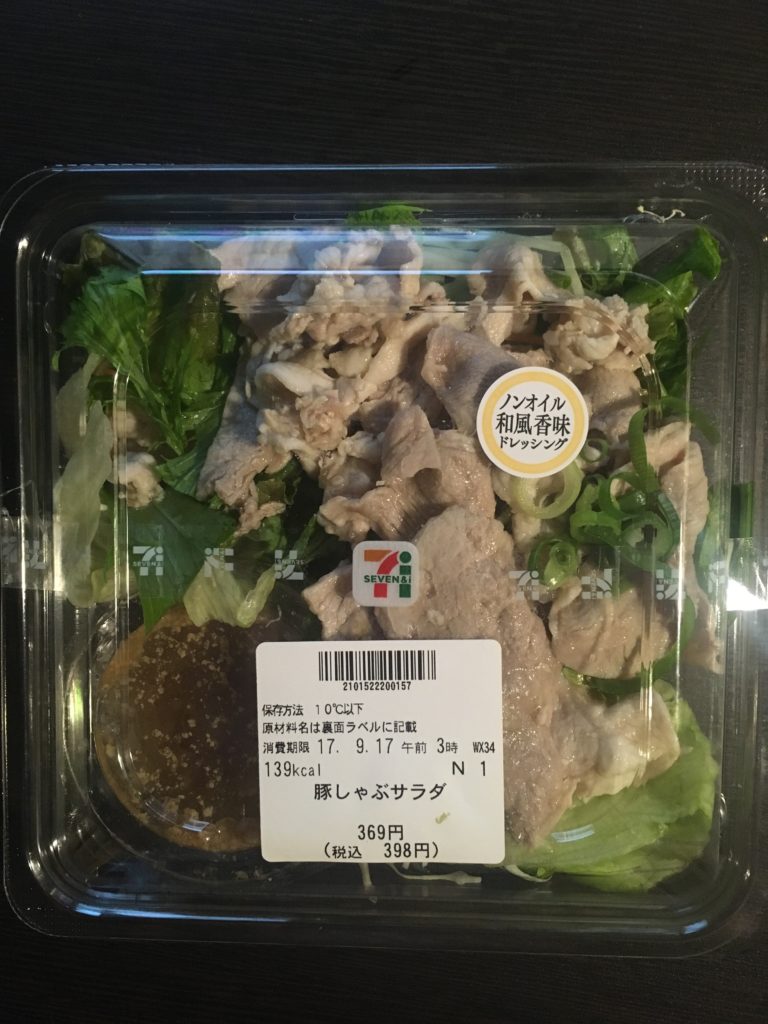 ノンオイル
和風香味
ドレッシング
SEVEN&i
2101522200157
保存方法 10℃以下
原材料名は裏面ラベルに記載
消費期限 17. 9.17 午前 3時 WX34
139kcal N 1
豚しゃぶサラダ
369円
(税込 398円)